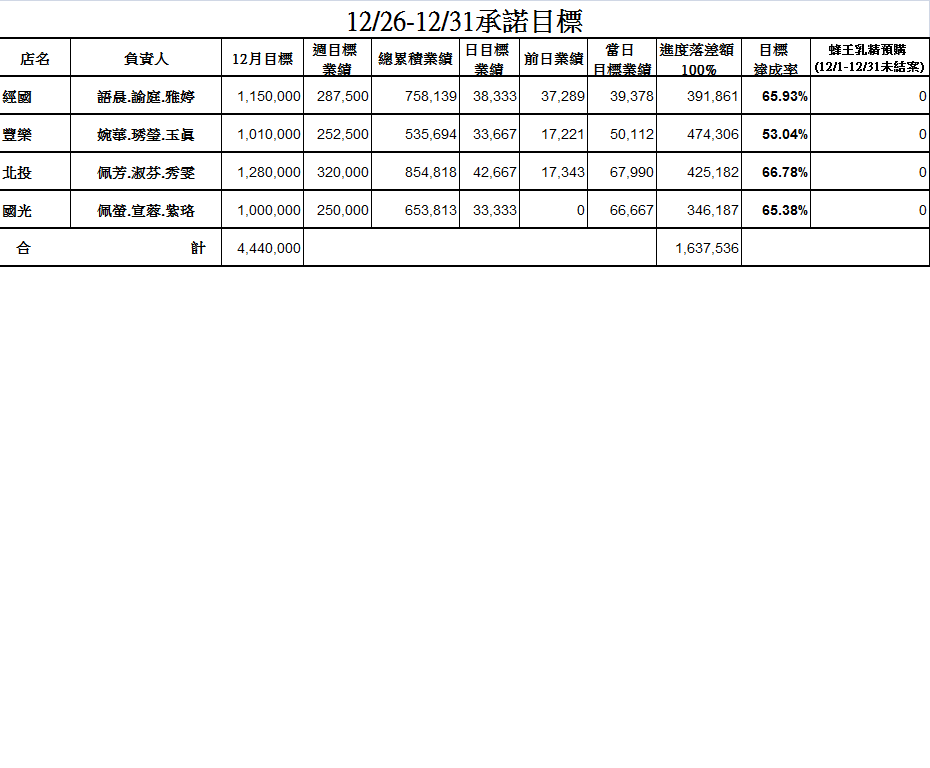 12/26-12/31承諾目標
店名 負責人 12月目標 週目標業績 總累積業績 日目標業績 前日業績 當日目標業績 進度落差額100% 目標達成率 蜂王乳精預購(12/1-12/31未結案)
經國 語晨.諭庭.雅婷 1,150,000 287,500 758,139 38,333 37,289 39,378 391,861 65.93% 0
豐樂 婉華.琇瑩.玉真 1,010,000 252,500 535,694 33,667 17,221 50,112 474,306 53.04% 0
北投 佩芳.淑芬.秀雯 1,280,000 320,000 854,818 42,667 17,343 67,990 425,182 66.78% 0
國光 佩螢.宣蓉.紫珞 1,000,000 250,000 653,813 33,333 0 66,667 346,187 65.38% 0
合 計 4,440,000 1,637,536